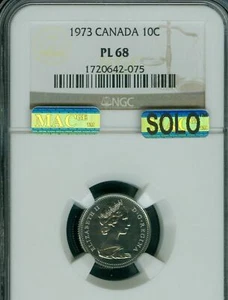 1973 CANADA 10C
PL 68
1720642-075
NGC
MAC
SOLO
ELIZABETH II D·G·REGINA